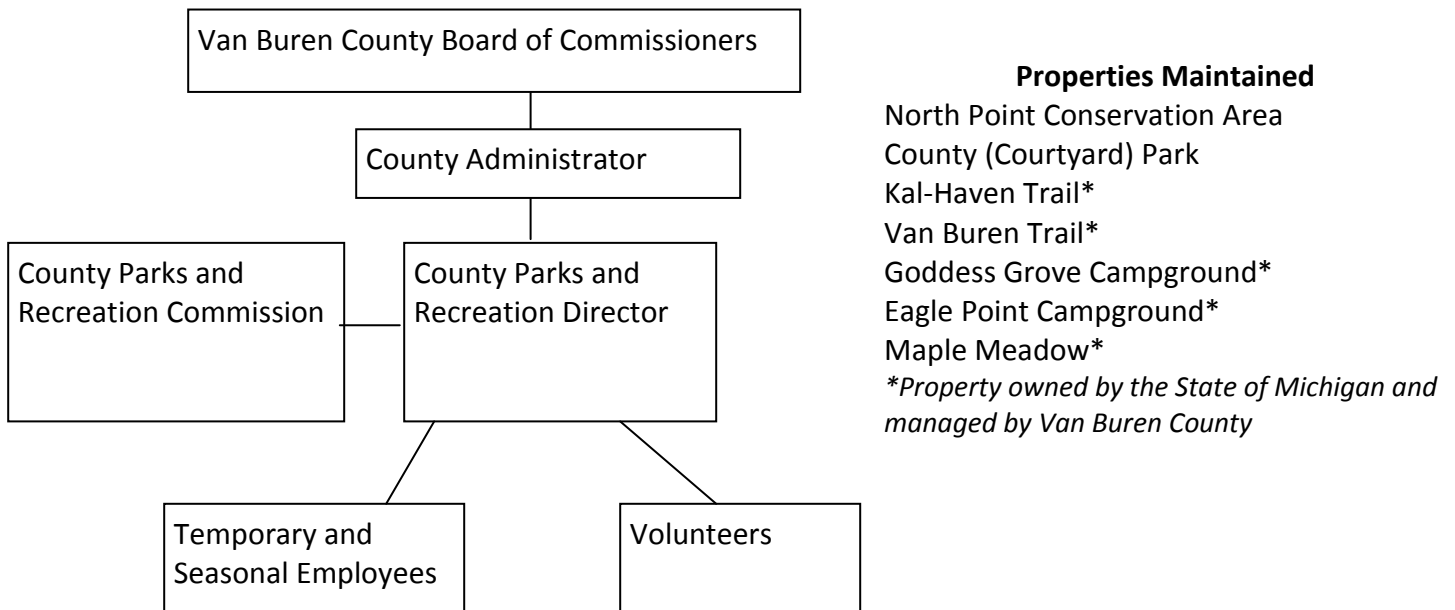 Van Buren County Board of Commissioners
County Administrator
County Parks and
Recreation Commission
County Parks and
Recreation Director
Temporary and
Seasonal Employees
Volunteers
Properties Maintained
North Point Conservation Area
County (Courtyard) Park
Kal-Haven Trail*
Van Buren Trail*
Goddess Grove Campground*
Eagle Point Campground*
Maple Meadow*
*Property owned by the State of Michigan and
managed by Van Buren County